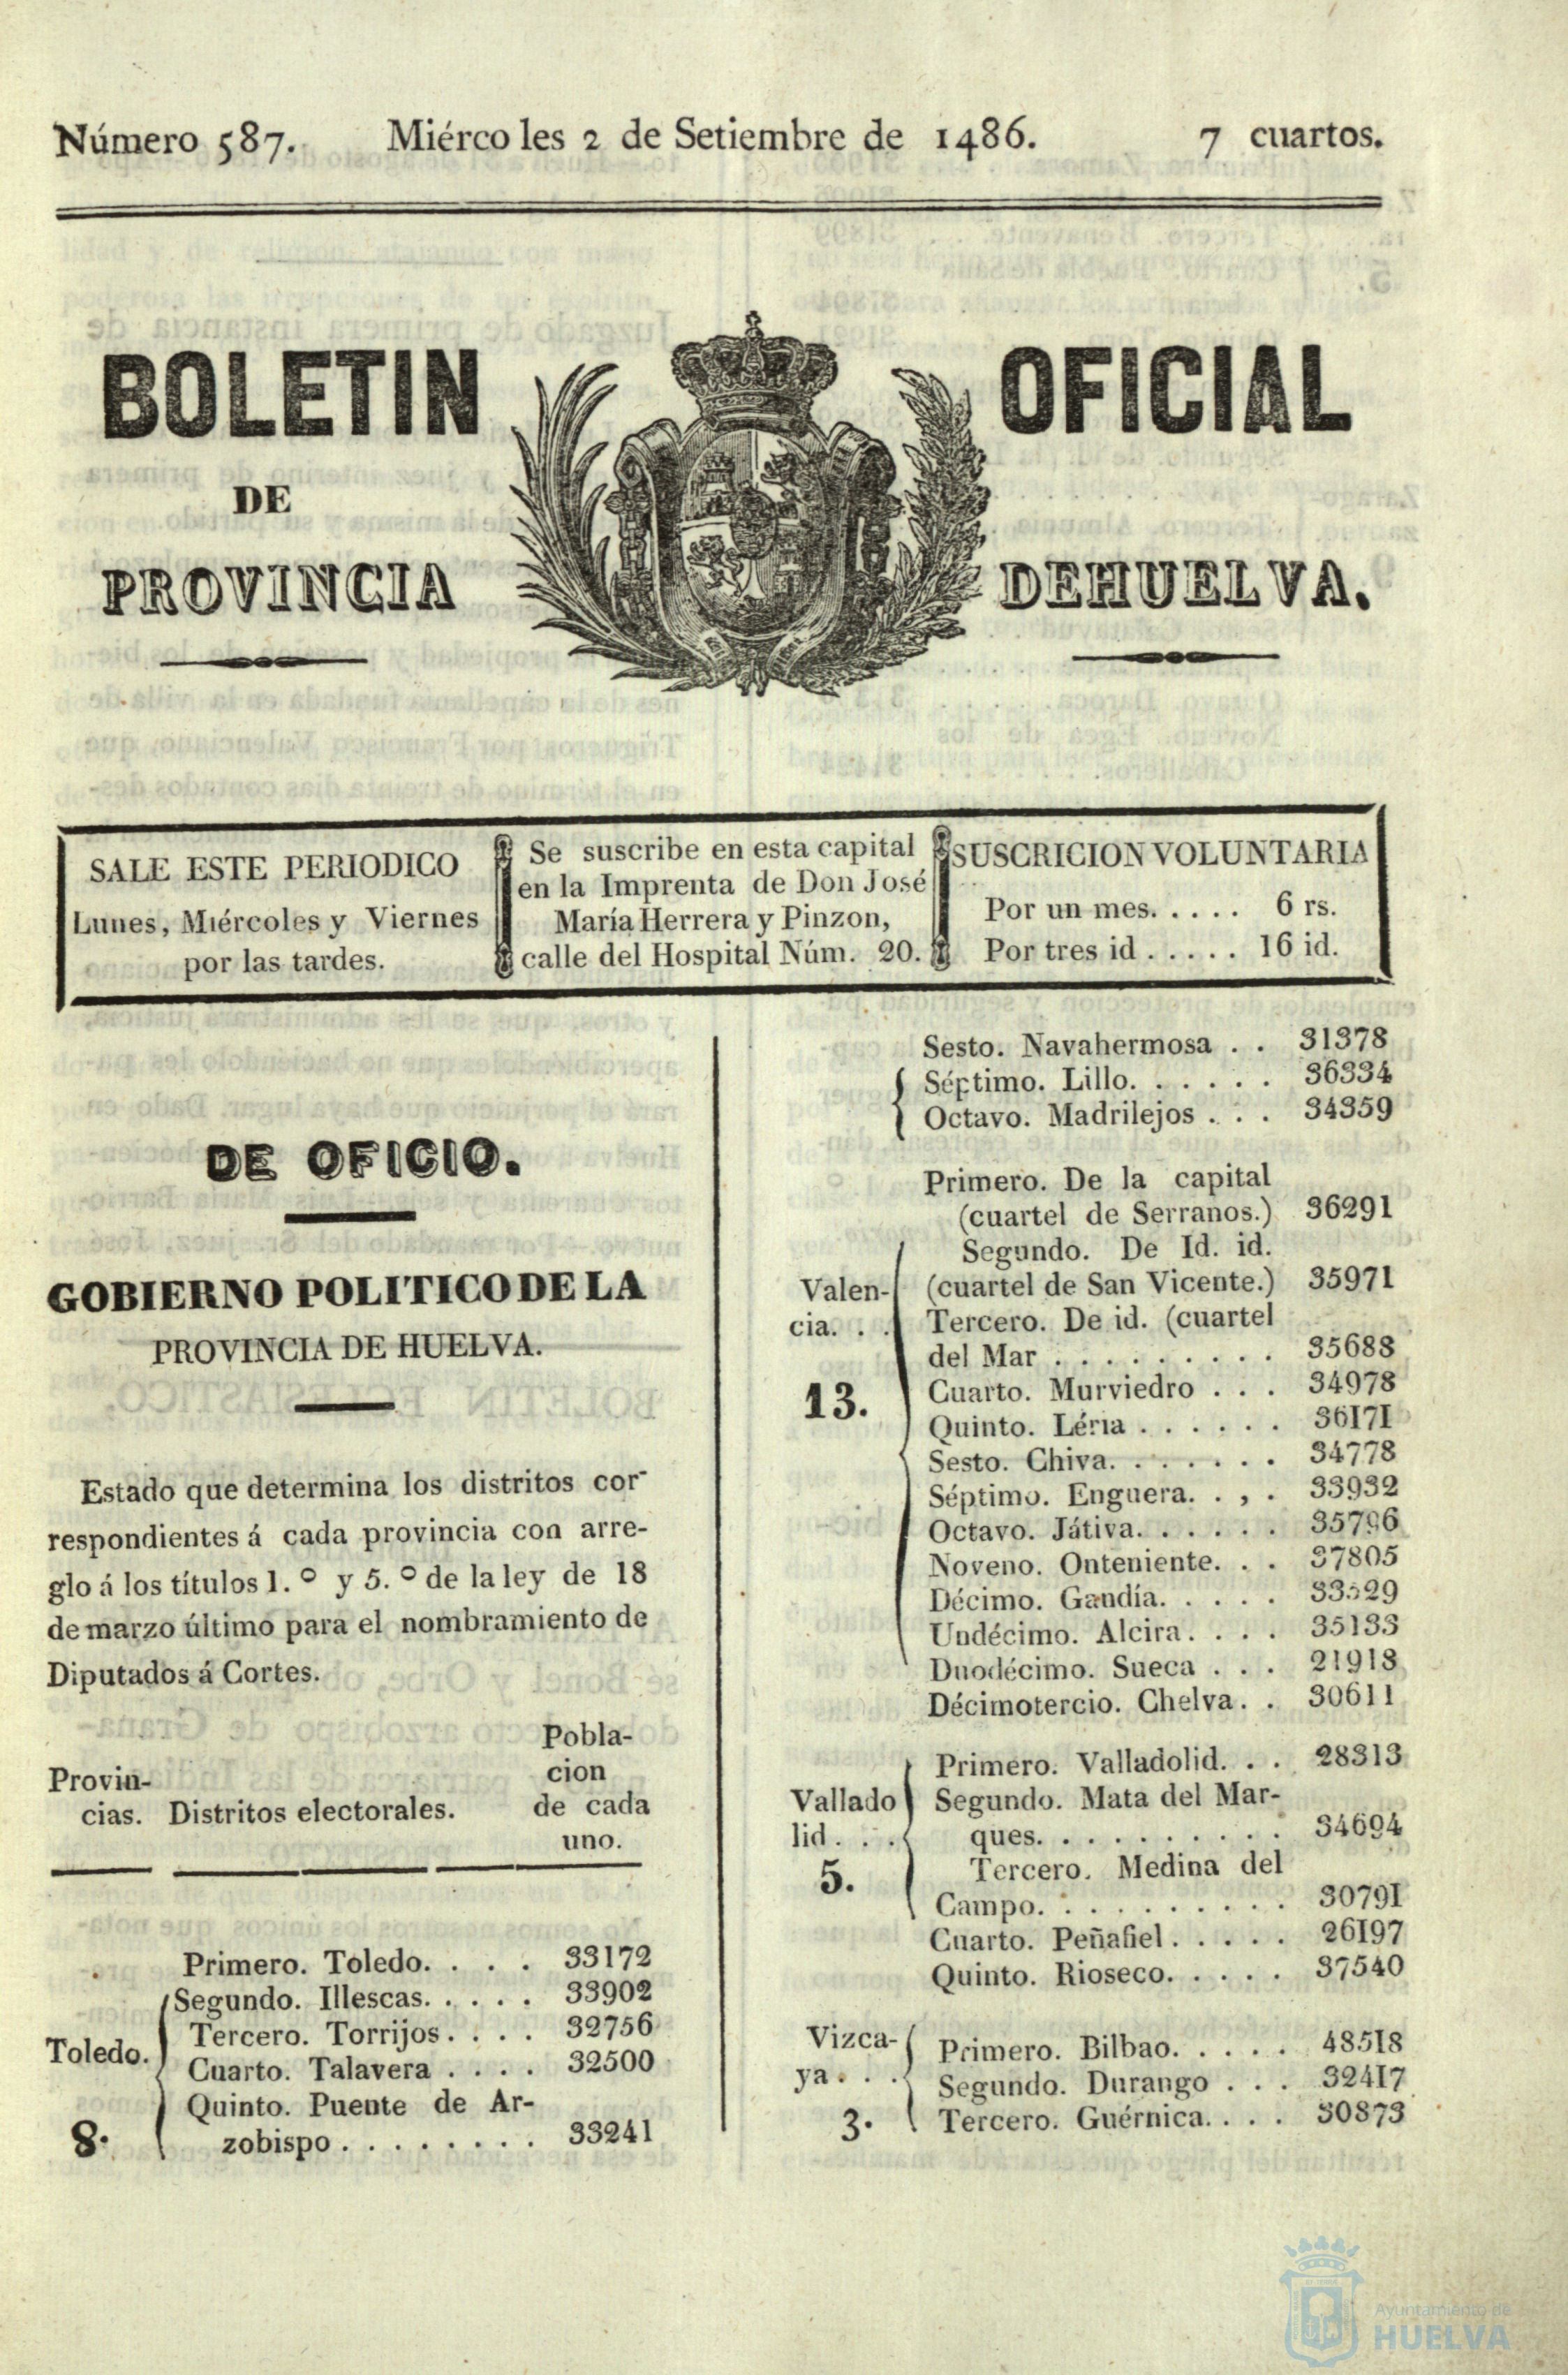 Número 587. Miérco les 2 de Setiembre de 1486. 7 cuartos.
BOLETIN OFICIAL
DE
PROVINCIA DEHUELVA.
SALE ESTE PERIODICO
Lunes, Miércoles y Viernes
por las tardes.
Se suscribe en esta capital
en la Imprenta de Don José
María Herrera y Pinzon,
calle del Hospital Núm. 20.
SUSCRICION VOLUNTARIA
Por un mes. . . . . 6 rs.
Por tres id . . . . . 16 id.
DE OFICIO.
GOBIERNO POLITICO DE LA
PROVINCIA DE HUELVA.
Estado que determina los distritos cor-
respondientes á cada provincia con arre-
glo á los títulos 1.º y 5.º de la ley de 18
de marzo último para el nombramiento de
Diputados á Cortes.
Pobla-
Provin- cion
cias. Distritos electorales. de cada
uno.
Primero. Toledo. . . . . 33172
Segundo. Illescas. . . . . 33902
Tercero. Torrijos. . . . 32756
Toledo.
Cuarto. Talavera . . . . 32500
Quinto. Puente de Ar-
8. zobispo . . . . . . . . 33241
Sesto. Navahermosa . . 31378
Séptimo. Lillo. . . . . . 36334
Octavo. Madrilejos . . . 34359
Primero. De la capital
(cuartel de Serranos.) 36291
Segundo. De Id. id.
Valen- (cuartel de San Vicente.) 35971
cia. . . Tercero. De id. (cuartel
del Mar . . . . . . . . . 35688
13. Cuarto. Murviedro . . . 34978
Quinto. Léria . . . . . . 36171
Sesto. Chiva. . . . . . . 34778
Séptimo. Enguera. . , . 33932
Octavo. Játiva. . . . . . 35796
Noveno. Onteniente. . . 37805
Décimo. Gandía. . . . .
Undécimo. Alcira. . . . 35133
Duodécimo. Sueca . . . 21918
Décimotercio. Chelva. . 30611
Primero. Valladolid. . . 28313
Vallado Segundo. Mata del Mar-
lid . . . ques. . . . . . . . . . 34694
5. Tercero. Medina del
Campo. . . . . . . . . . 30791
Cuarto. Peñafiel. . . . . 26197
Quinto. Rioseco. . . . . 37540
Vizca- Primero. Bilbao. . . . . 48518
ya . . . Segundo. Durango . . . 32417
3. Tercero. Guérnica. . . . 30873
Ayuntamiento de
HUELVA